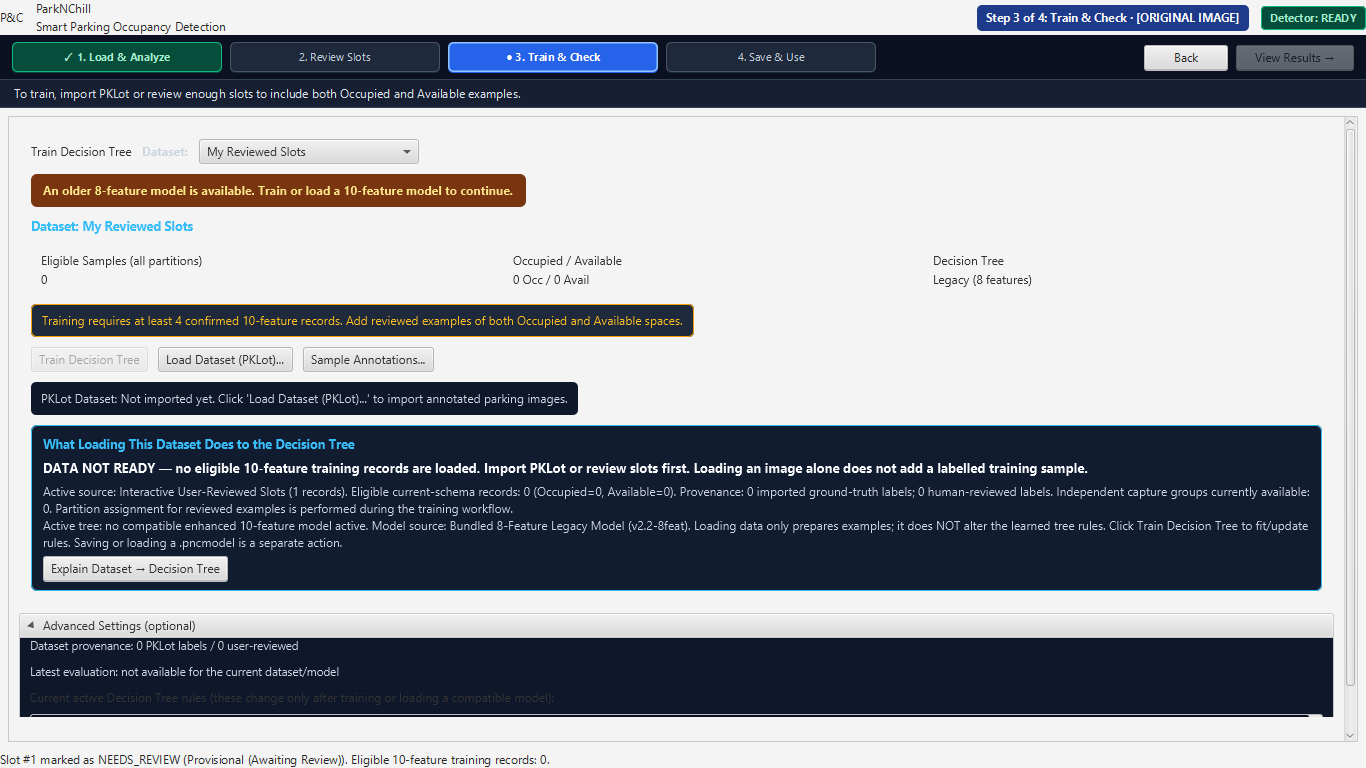 P&C
ParkNChill
Smart Parking Occupancy Detection
Step 3 of 4: Train & Check · [ORIGINAL IMAGE]
Detector: READY
✓ 1. Load & Analyze
2. Review Slots
● 3. Train & Check
4. Save & Use
Back
View Results →
To train, import PKLot or review enough slots to include both Occupied and Available examples.
Train Decision Tree
Dataset:
My Reviewed Slots
An older 8-feature model is available. Train or load a 10-feature model to continue.
Dataset: My Reviewed Slots
Eligible Samples (all partitions)
Occupied / Available
Decision Tree
0
0 Occ / 0 Avail
Legacy (8 features)
Training requires at least 4 confirmed 10-feature records. Add reviewed examples of both Occupied and Available spaces.
Train Decision Tree
Load Dataset (PKLot)...
Sample Annotations...
PKLot Dataset: Not imported yet. Click 'Load Dataset (PKLot)...' to import annotated parking images.
What Loading This Dataset Does to the Decision Tree
DATA NOT READY — no eligible 10-feature training records are loaded. Import PKLot or review slots first. Loading an image alone does not add a labelled training sample.
Active source: Interactive User-Reviewed Slots (1 records). Eligible current-schema records: 0 (Occupied=0, Available=0). Provenance: 0 imported ground-truth labels; 0 human-reviewed labels. Independent capture groups currently available:
0. Partition assignment for reviewed examples is performed during the training workflow.
Active tree: no compatible enhanced 10-feature model active. Model source: Bundled 8-Feature Legacy Model (v2.2-8feat). Loading data only prepares examples; it does NOT alter the learned tree rules. Click Train Decision Tree to fit/update
rules. Saving or loading a .pncmodel is a separate action.
Explain Dataset → Decision Tree
Advanced Settings (optional)
Dataset provenance: 0 PKLot labels / 0 user-reviewed
Latest evaluation: not available for the current dataset/model
Current active Decision Tree rules (these change only after training or loading a compatible model):
Slot #1 marked as NEEDS_REVIEW (Provisional (Awaiting Review)). Eligible 10-feature training records: 0.